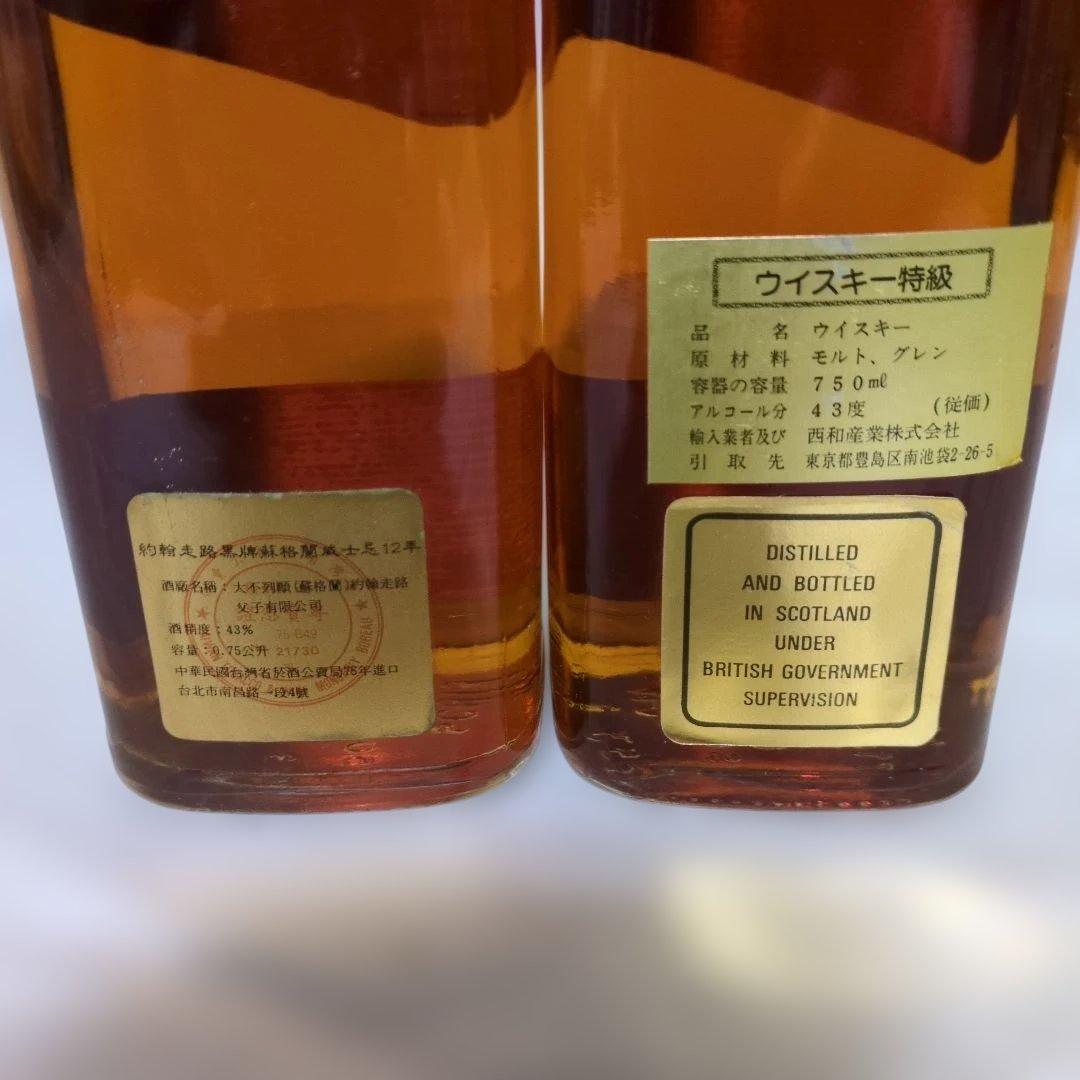 約翰走路黑牌蘇格蘭威士忌12年
酒廠名稱:大不列顛(蘇格蘭)約翰走路
父子有限公司
酒精度:43%
75-B49
容量:0.75公升
21730
中華民國台灣省菸酒公賣局76年進口
台北市南昌路一段4號
MONOPOLY BUREAU
ウイスキー特級
品名 ウイスキー
原材料 モルト、グレン
容器の容量 750㎖
アルコール分 43度 (従価)
輸入業者及び 西和産業株式会社
引取先 東京都豊島区南池袋2-26-5
DISTILLED
AND BOTTLED
IN SCOTLAND
UNDER
BRITISH GOVERNMENT
SUPERVISION